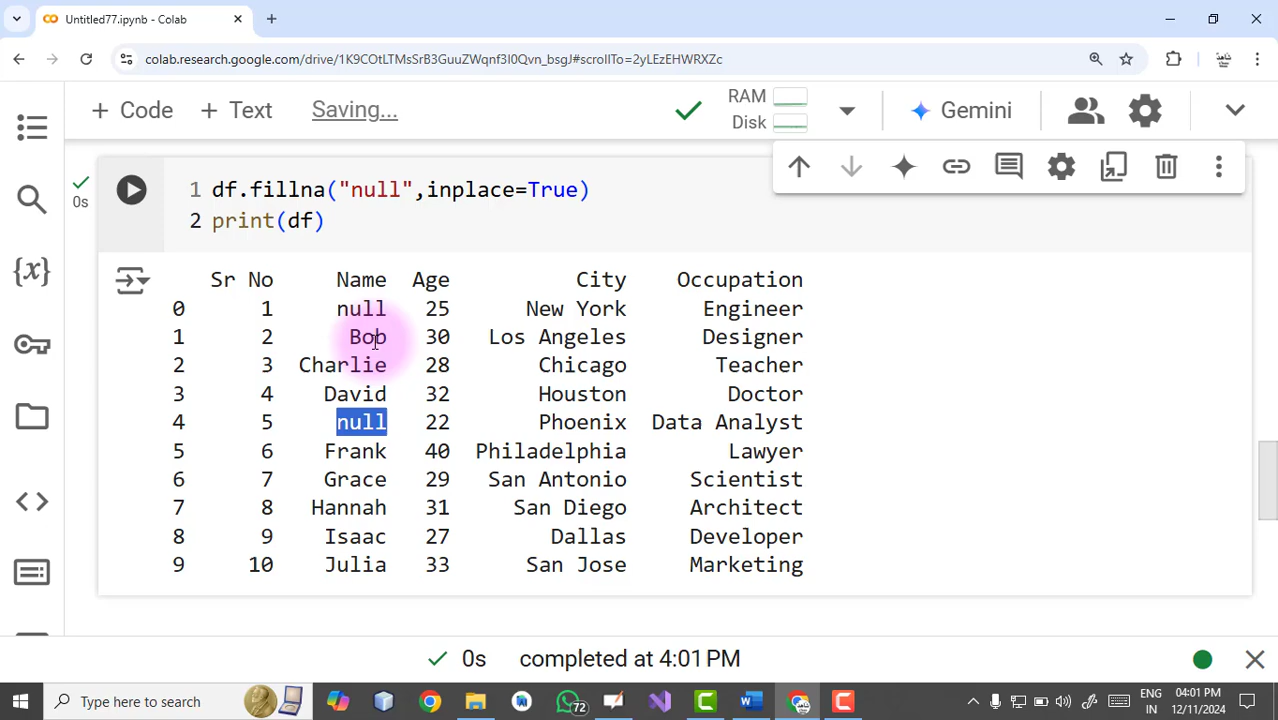 Untitled77.ipynb - Colab
colab.research.google.com/drive/1K9COtLTMsSrB3GuuZWqnf3I0Qvn_bsgJ#scrollTo=2yLEzEHWRXZc
+ Code + Text Saving... RAM Disk Gemini
0s
1 df.fillna("null",inplace=True)
2 print(df)
Sr No Name Age City Occupation
0 1 null 25 New York Engineer
1 2 Bob 30 Los Angeles Designer
2 3 Charlie 28 Chicago Teacher
3 4 David 32 Houston Doctor
4 5 null 22 Phoenix Data Analyst
5 6 Frank 40 Philadelphia Lawyer
6 7 Grace 29 San Antonio Scientist
7 8 Hannah 31 San Diego Architect
8 9 Isaac 27 Dallas Developer
9 10 Julia 33 San Jose Marketing
0s completed at 4:01 PM
Type here to search
72
ENG 04:01 PM
IN 12/11/2024